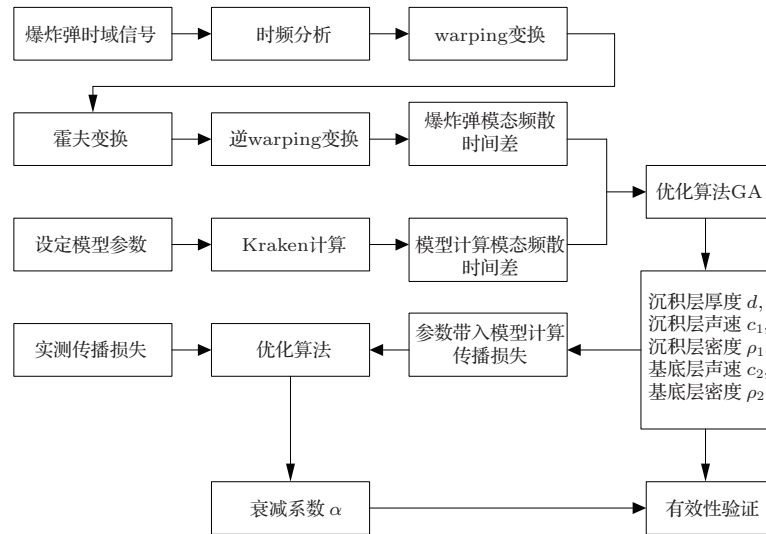 爆炸弹时域信号
时频分析
warping变换
霍夫变换
逆warping变换
爆炸弹模态频散
时间差
优化算法GA
设定模型参数
Kraken计算
模型计算模态频散
时间差
沉积层厚度 d,
沉积层声速 c₁,
沉积层密度 ρ₁,
基底层声速 c₂,
基底层密度 ρ₂
实测传播损失
优化算法
参数带入模型计算
传播损失
衰减系数 α
有效性验证